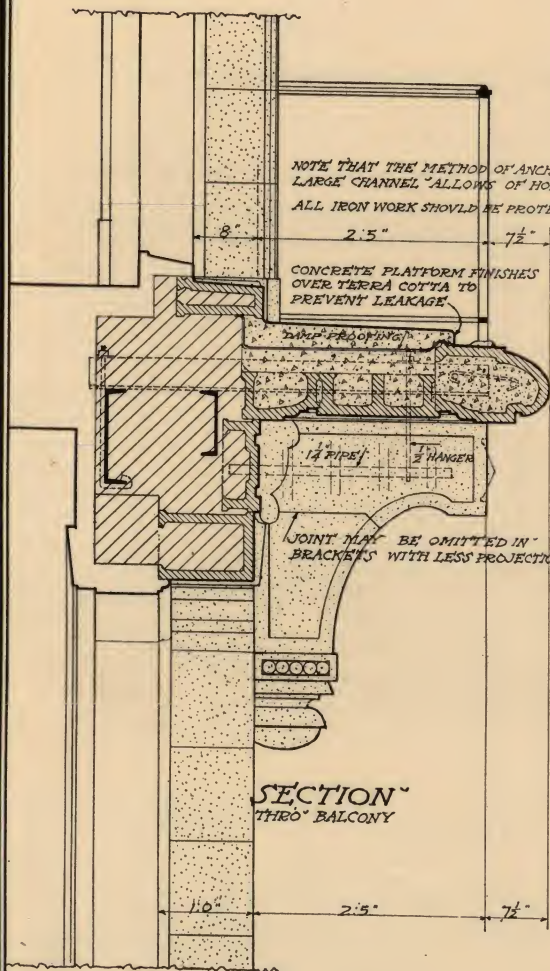 NOTE THAT THE METHOD OF ANCH
LARGE CHANNEL ALLOWS OF HO
ALL IRON WORK SHOULD BE PROTE
8" 2:5" 7½"
CONCRETE PLATFORM FINISHES
OVER TERRA COTTA TO
PREVENT LEAKAGE
DAMP PROOFING
1¼ PIPE ½ HANGER
JOINT MAY BE OMITTED IN
BRACKETS WITH LESS PROJECTIO
SECTION
THRO' BALCONY
1:0" 2:5" 7½"